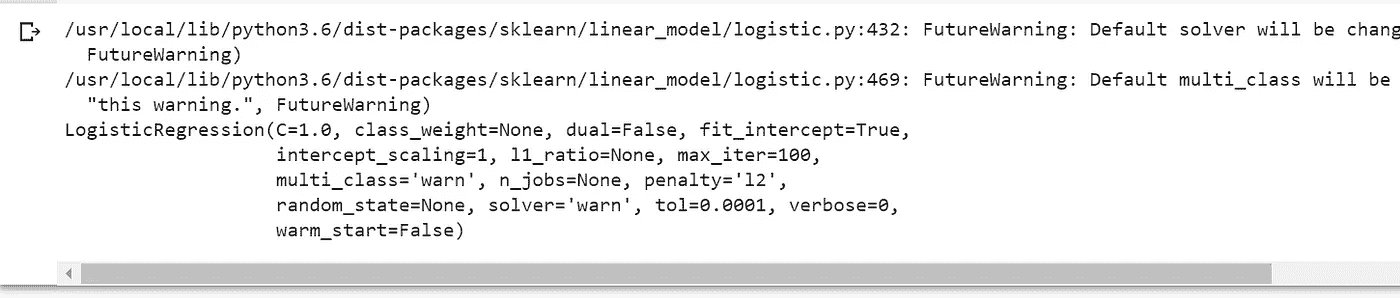 /usr/local/lib/python3.6/dist-packages/sklearn/linear_model/logistic.py:432: FutureWarning: Default solver will be chang
FutureWarning)
/usr/local/lib/python3.6/dist-packages/sklearn/linear_model/logistic.py:469: FutureWarning: Default multi_class will be
"this warning.", FutureWarning)
LogisticRegression(C=1.0, class_weight=None, dual=False, fit_intercept=True,
intercept_scaling=1, l1_ratio=None, max_iter=100,
multi_class='warn', n_jobs=None, penalty='l2',
random_state=None, solver='warn', tol=0.0001, verbose=0,
warm_start=False)